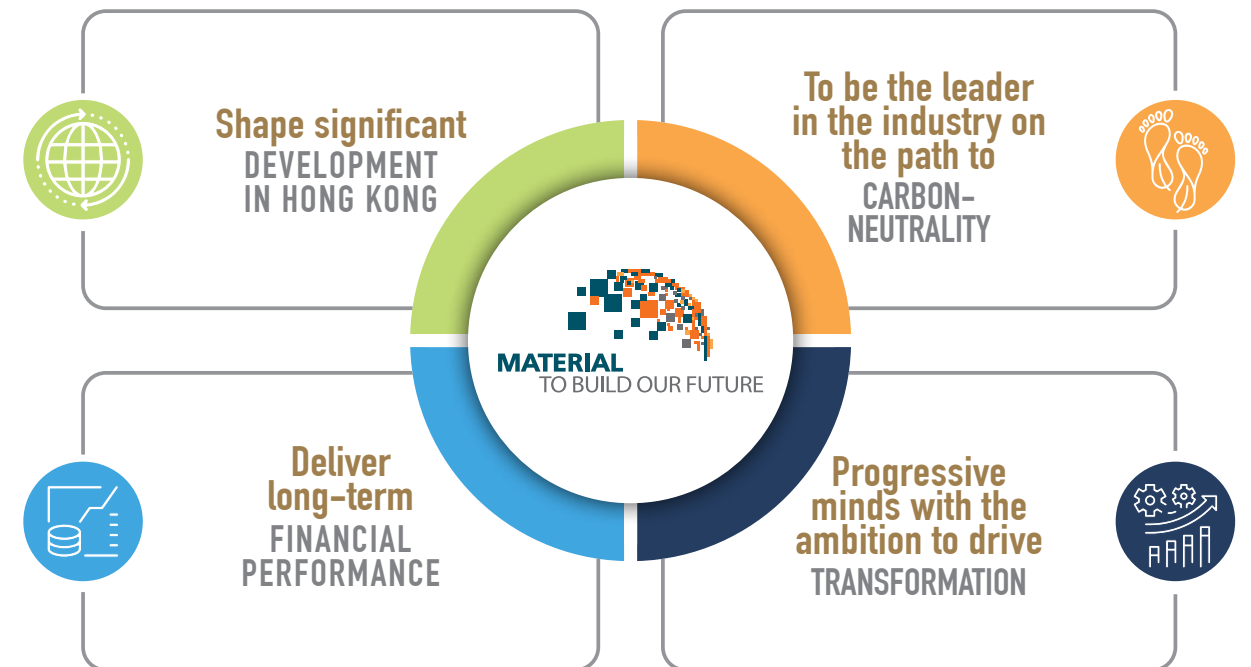 Shape significant
DEVELOPMENT
IN HONG KONG
To be the leader
in the industry on
the path to
CARBON-
NEUTRALITY
MATERIAL
TO BUILD OUR FUTURE
Deliver
long-term
FINANCIAL
PERFORMANCE
Progressive
minds with the
ambition to drive
TRANSFORMATION